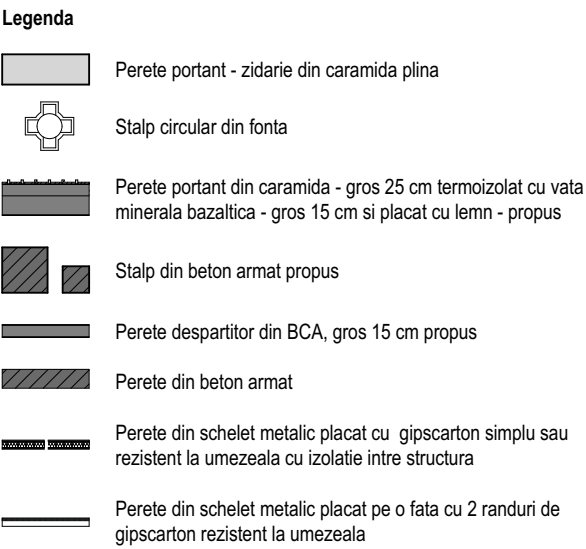 Legenda
Perete portant - zidarie din caramida plina
Stalp circular din fonta
Perete portant din caramida - gros 25 cm termoizolat cu vata
minerala bazaltica - gros 15 cm si placat cu lemn - propus
Stalp din beton armat propus
Perete despartitor din BCA, gros 15 cm propus
Perete din beton armat
Perete din schelet metalic placat cu gipscarton simplu sau
rezistent la umezeala cu izolatie intre structura
Perete din schelet metalic placat pe o fata cu 2 randuri de
gipscarton rezistent la umezeala